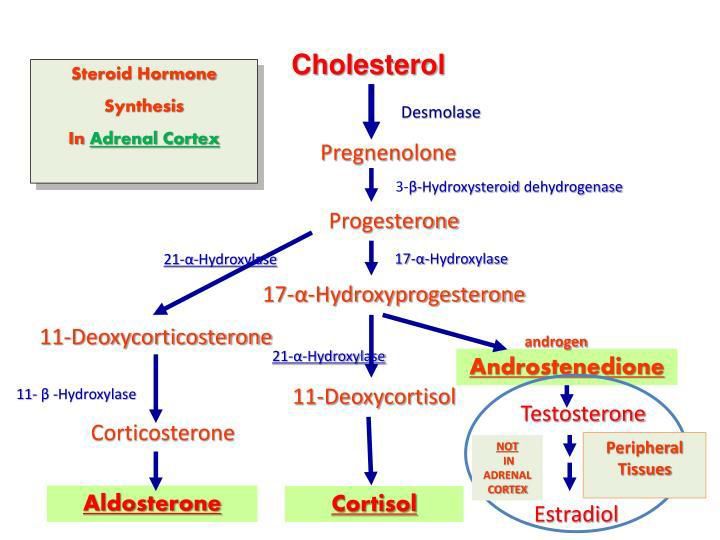 Cholesterol
Steroid Hormone
Synthesis
In Adrenal Cortex
Desmolase
Pregnenolone
3-β-Hydroxysteroid dehydrogenase
Progesterone
21-α-Hydroxylase
17-α-Hydroxylase
17-α-Hydroxyprogesterone
11-Deoxycorticosterone
androgen
21-α-Hydroxylase
Androstenedione
11- β -Hydroxylase
11-Deoxycortisol
Testosterone
Corticosterone
NOT
IN
ADRENAL
CORTEX
Peripheral
Tissues
Aldosterone
Cortisol
Estradiol